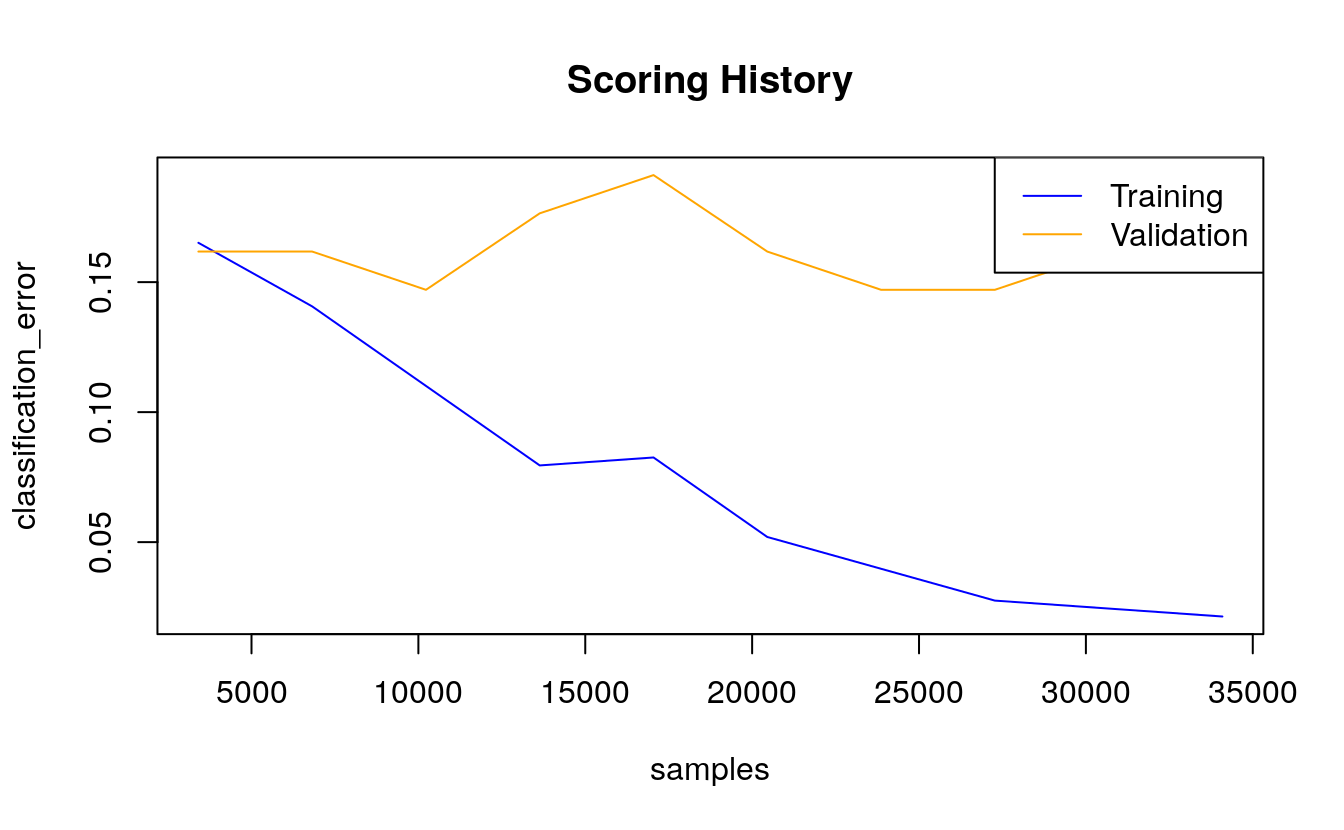 Scoring History
Training
Validation
classification_error
0.15
0.10
0.05
5000 10000 15000 20000 25000 30000 35000
samples